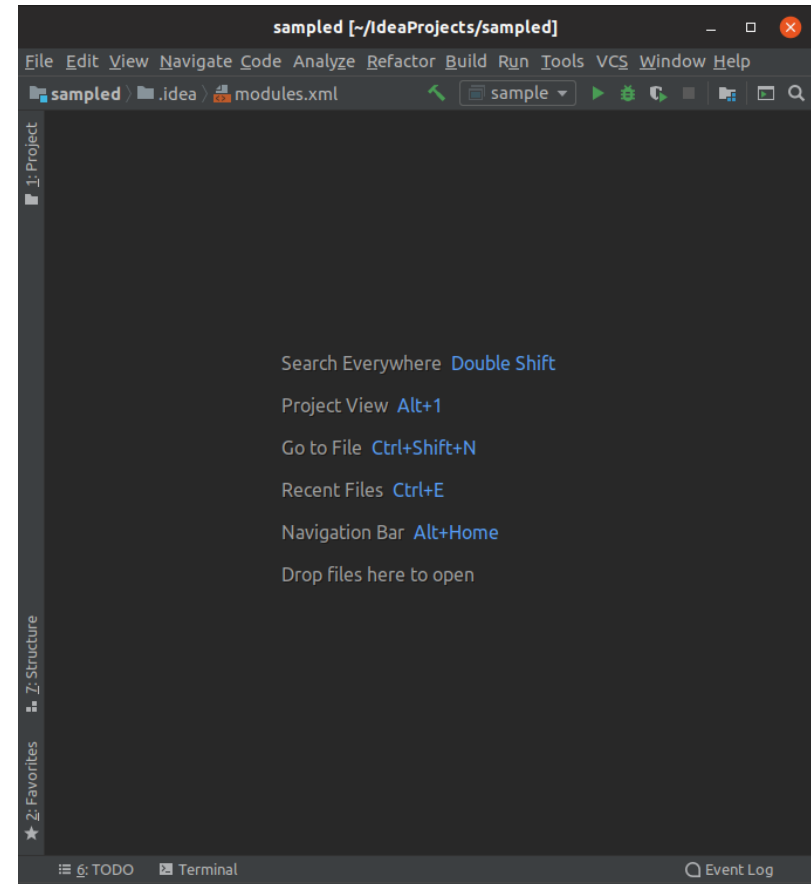 sampled [~/IdeaProjects/sampled]
File Edit View Navigate Code Analyze Refactor Build Run Tools VCS Window Help
sampled .idea modules.xml sample
1: Project
Search Everywhere Double Shift
Project View Alt+1
Go to File Ctrl+Shift+N
Recent Files Ctrl+E
Navigation Bar Alt+Home
Drop files here to open
7: Structure
2: Favorites
6: TODO Terminal Event Log